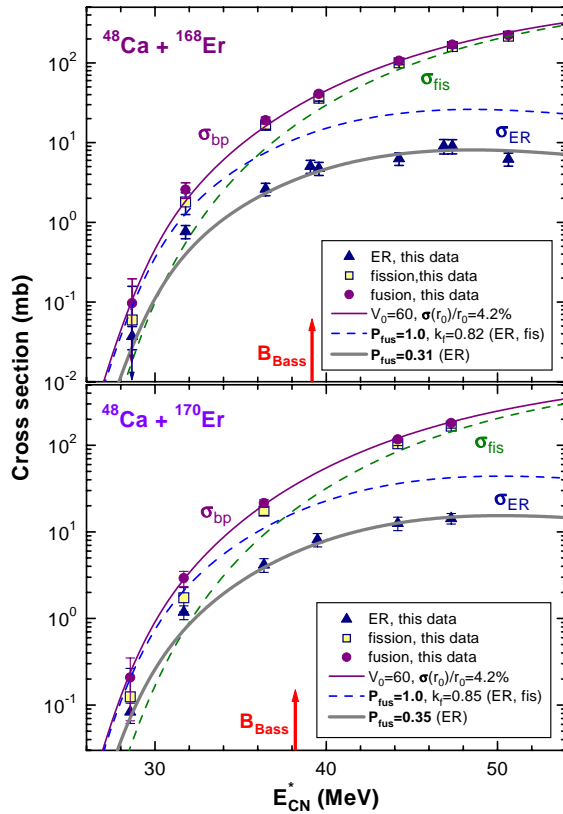 ⁴⁸Ca + ¹⁶⁸Er
10²
10¹
10⁰
10⁻¹
10⁻²
σbp
σfis
σER
BBass
ER, this data
fission,this data
fusion, this data
V₀=60, σ(r₀)/r₀=4.2%
Pfus=1.0, kf=0.82 (ER, fis)
Pfus=0.31 (ER)
Cross section (mb)
⁴⁸Ca + ¹⁷⁰Er
10²
10¹
10⁰
10⁻¹
σbp
σfis
σER
BBass
ER, this data
fission, this data
fusion, this data
V₀=60, σ(r₀)/r₀=4.2%
Pfus=1.0, kf=0.85 (ER, fis)
Pfus=0.35 (ER)
30 40 50
E*CN (MeV)